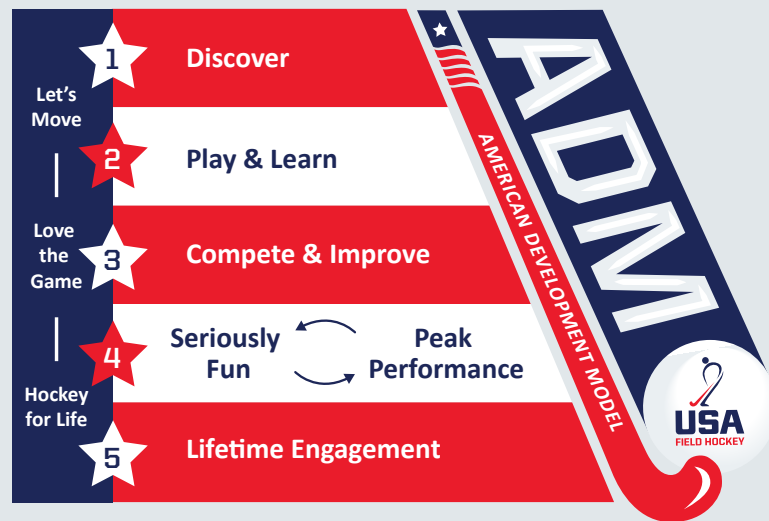 Let's
Move
Love
the
Game
Hockey
for Life
1
Discover
2
Play & Learn
3
Compete & Improve
4
Seriously
Fun
Peak
Performance
5
Lifetime Engagement
AMERICAN DEVELOPMENT MODEL
ADM
USA
FIELD HOCKEY